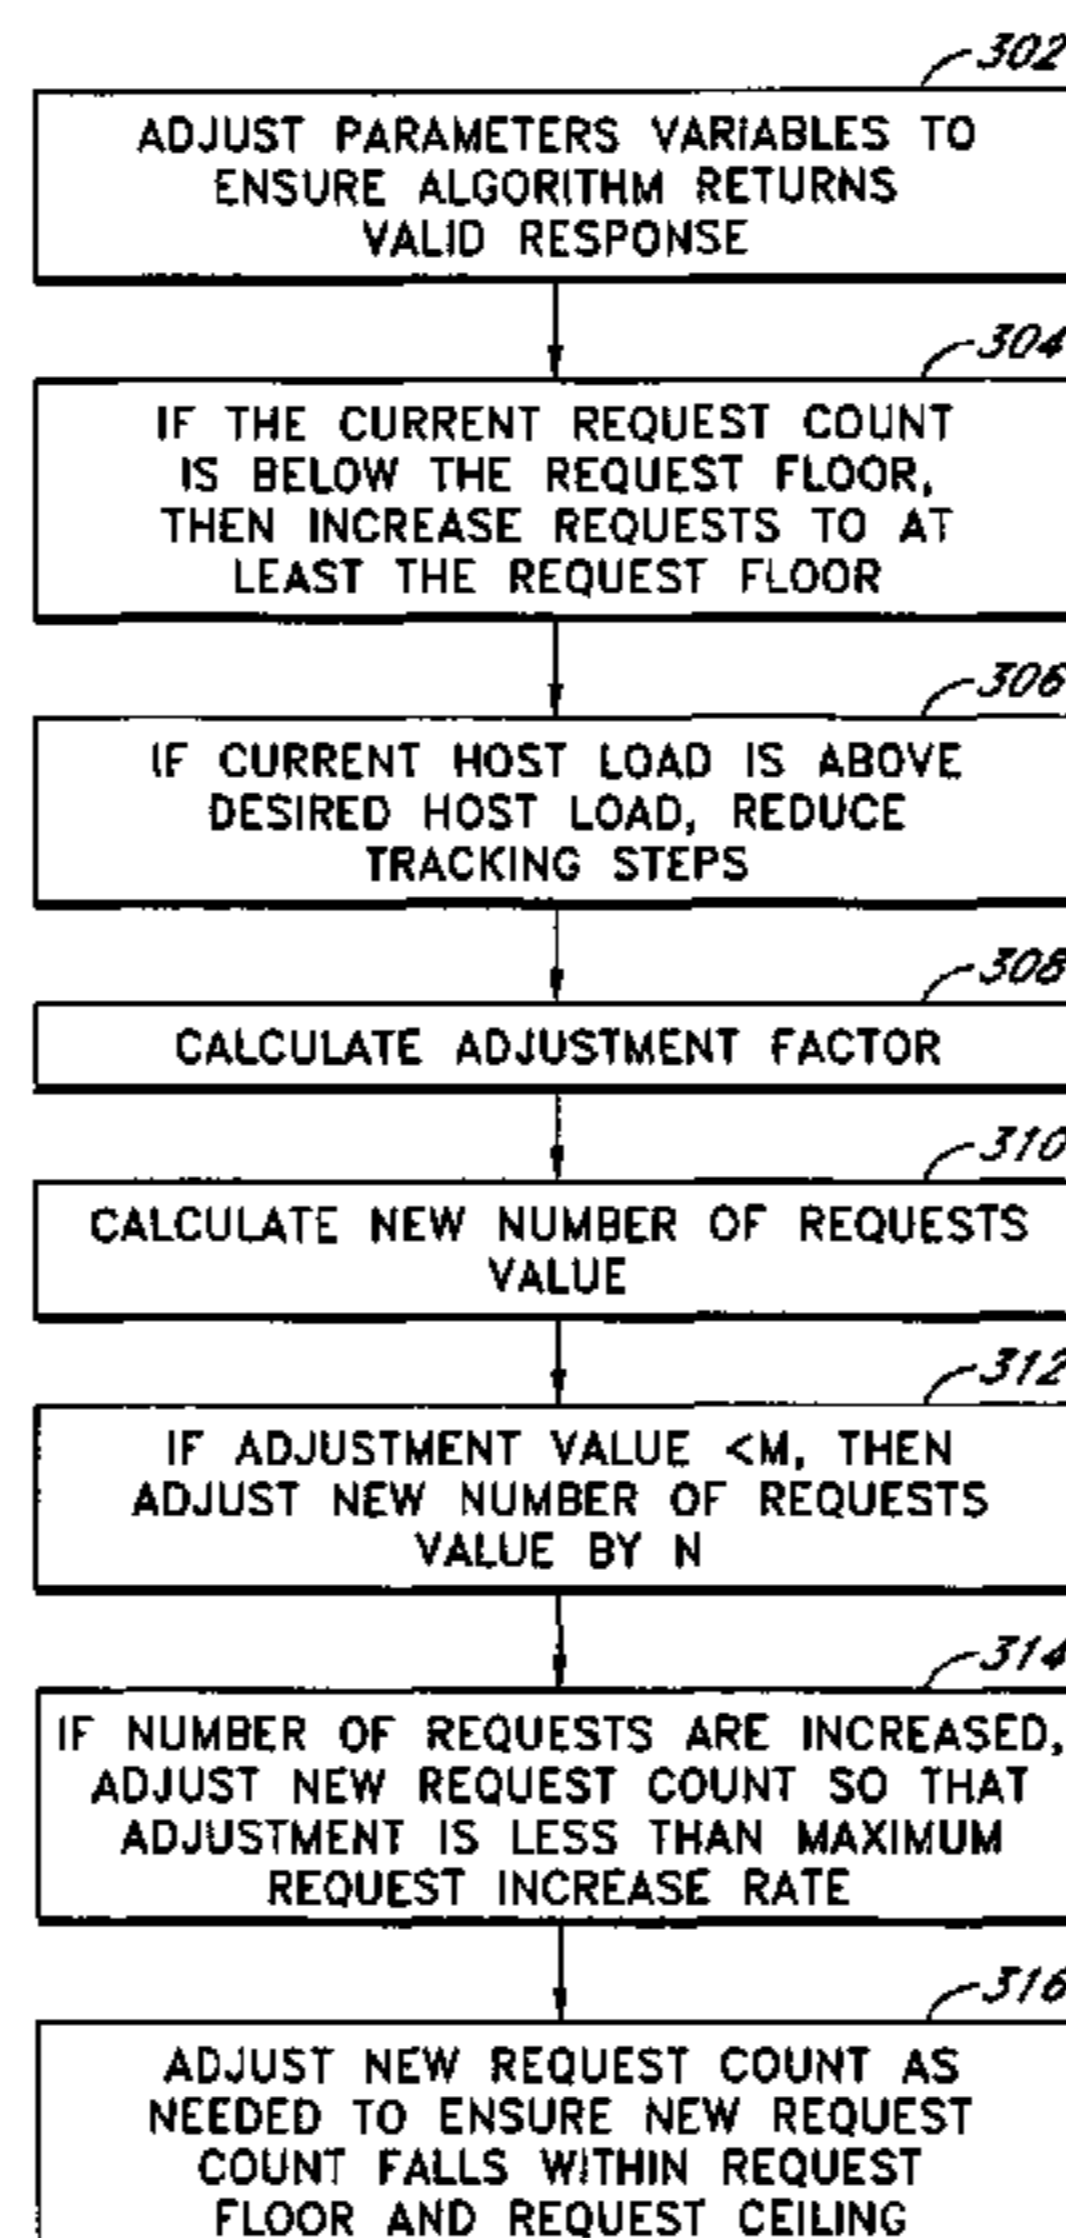 302
ADJUST PARAMETERS VARIABLES TO
ENSURE ALGORITHM RETURNS
VALID RESPONSE
304
IF THE CURRENT REQUEST COUNT
IS BELOW THE REQUEST FLOOR,
THEN INCREASE REQUESTS TO AT
LEAST THE REQUEST FLOOR
306
IF CURRENT HOST LOAD IS ABOVE
DESIRED HOST LOAD, REDUCE
TRACKING STEPS
308
CALCULATE ADJUSTMENT FACTOR
310
CALCULATE NEW NUMBER OF REQUESTS
VALUE
312
IF ADJUSTMENT VALUE <M, THEN
ADJUST NEW NUMBER OF REQUESTS
VALUE BY N
314
IF NUMBER OF REQUESTS ARE INCREASED,
ADJUST NEW REQUEST COUNT SO THAT
ADJUSTMENT IS LESS THAN MAXIMUM
REQUEST INCREASE RATE
316
ADJUST NEW REQUEST COUNT AS
NEEDED TO ENSURE NEW REQUEST
COUNT FALLS WITHIN REQUEST
FLOOR AND REQUEST CEILING